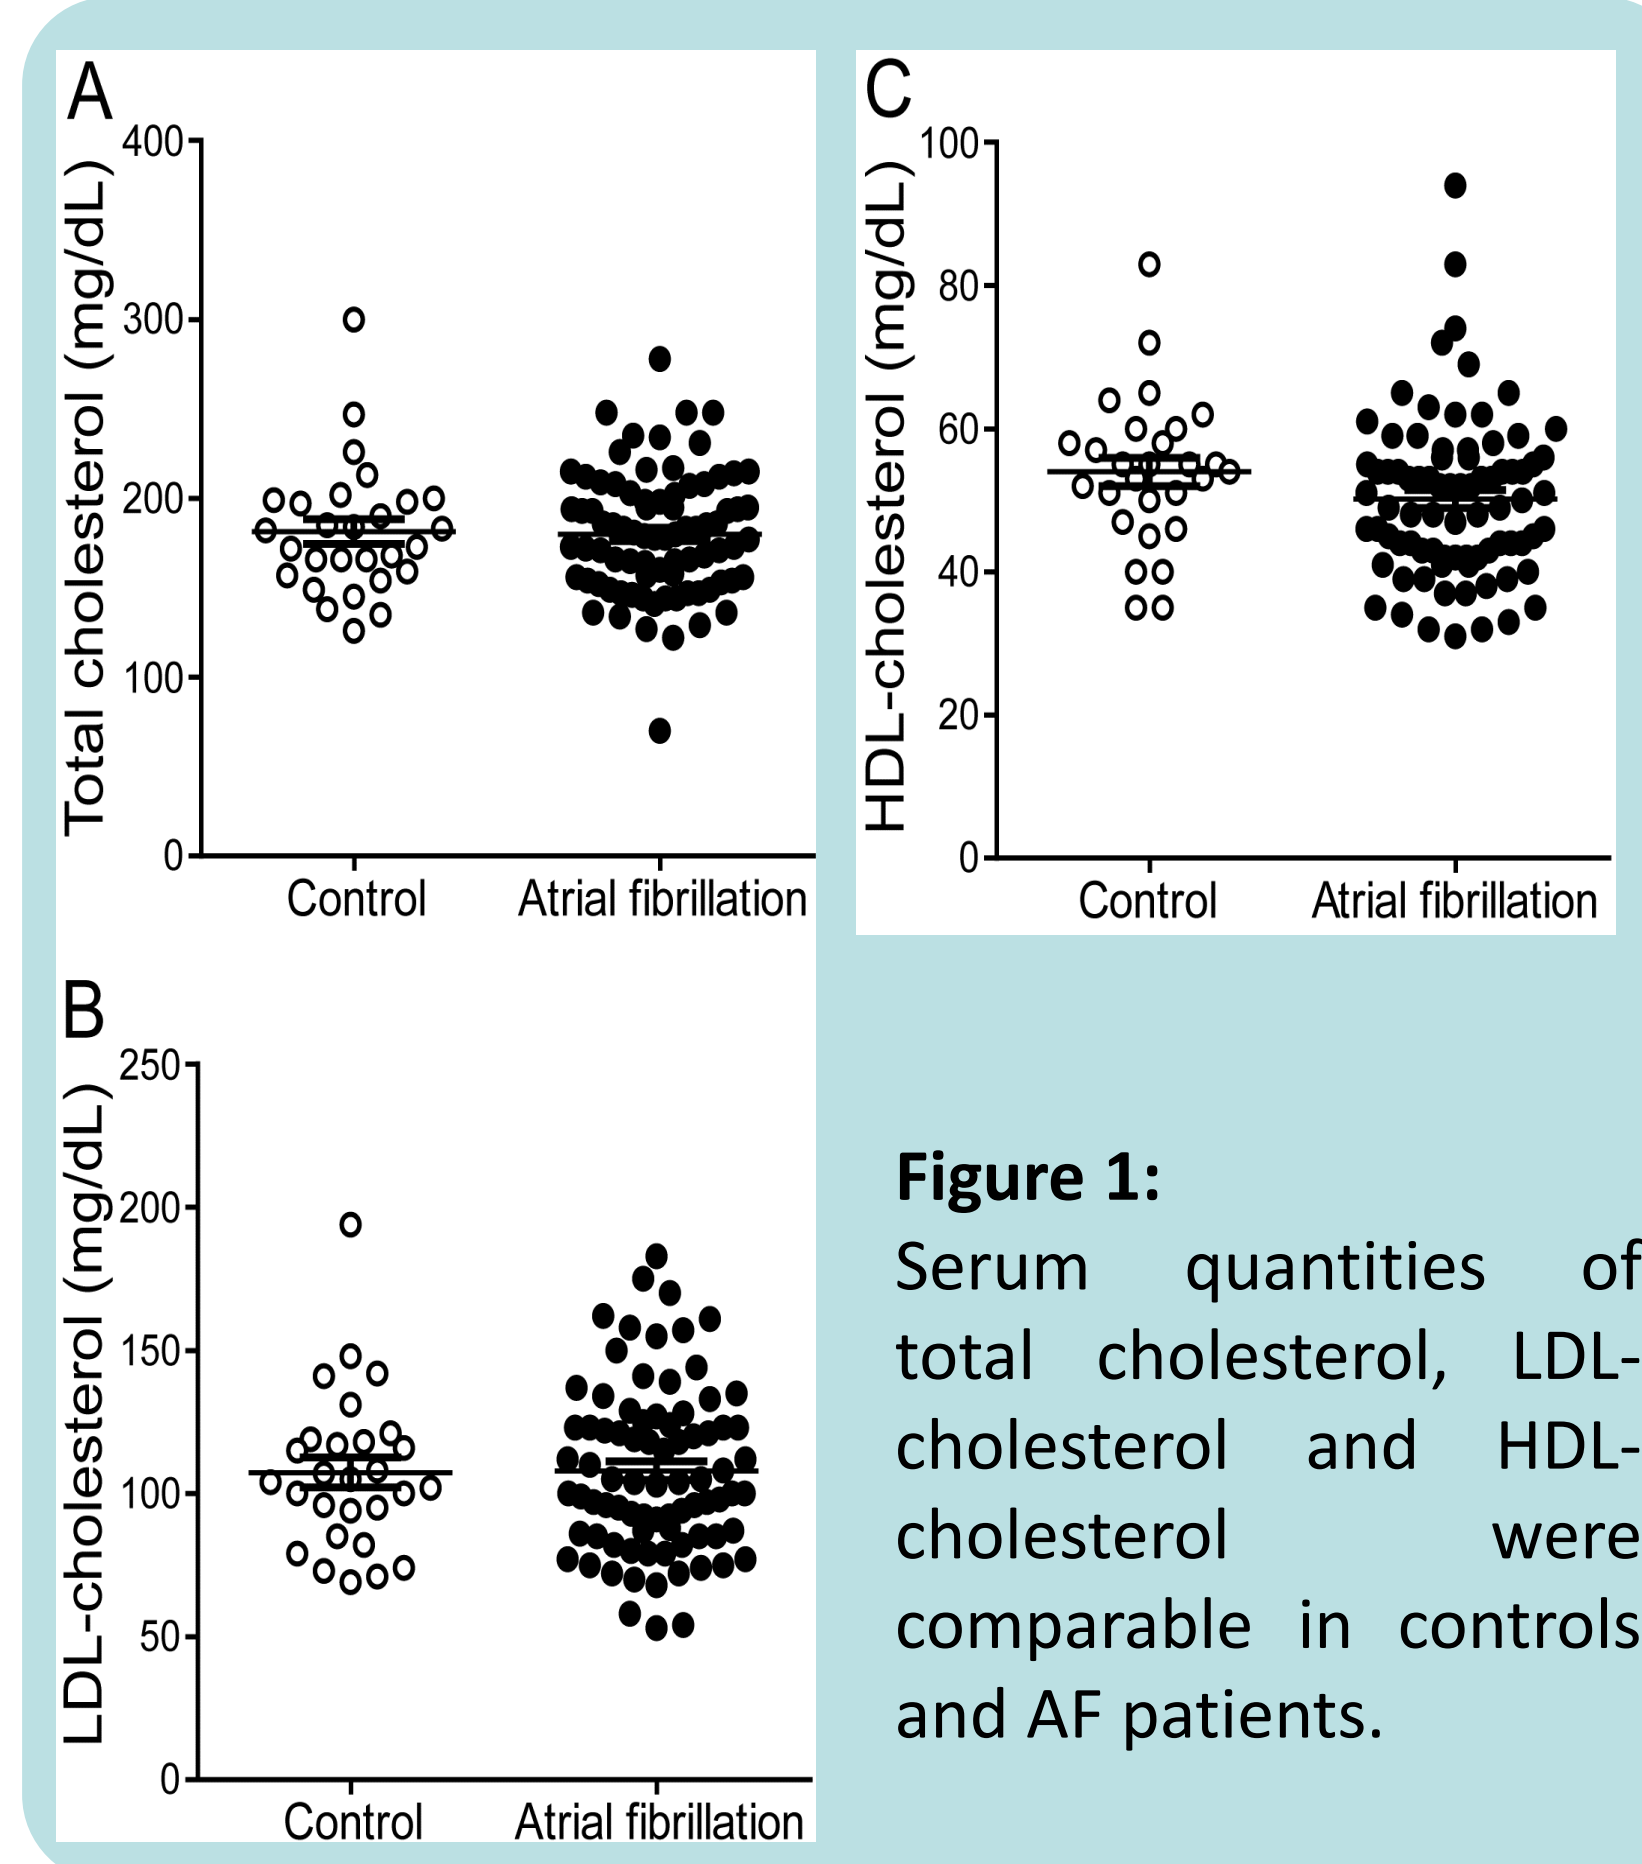 A
400
300
200
100
0
Total cholesterol (mg/dL)
Control
Atrial fibrillation
B
250
200
150
100
50
0
LDL-cholesterol (mg/dL)
Control
Atrial fibrillation
C
100
80
60
40
20
0
HDL-cholesterol (mg/dL)
Control
Atrial fibrillation
Figure 1:
Serum quantities of
total cholesterol, LDL-
cholesterol and HDL-
cholesterol were
comparable in controls
and AF patients.